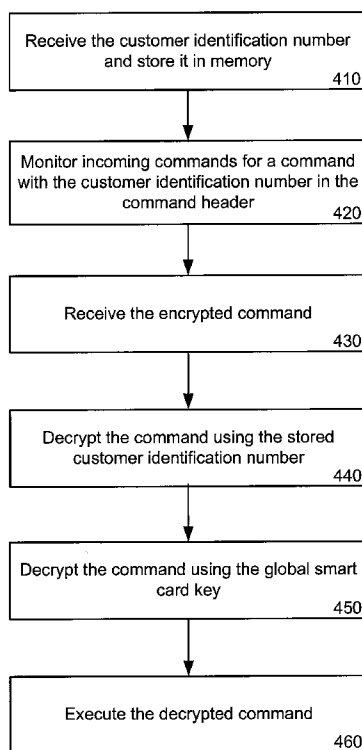 Receive the customer identification number
and store it in memory
410
Monitor incoming commands for a command
with the customer identification number in the
command header
420
Receive the encrypted command
430
Decrypt the command using the stored
customer identification number
440
Decrypt the command using the global smart
card key
450
Execute the decrypted command
460